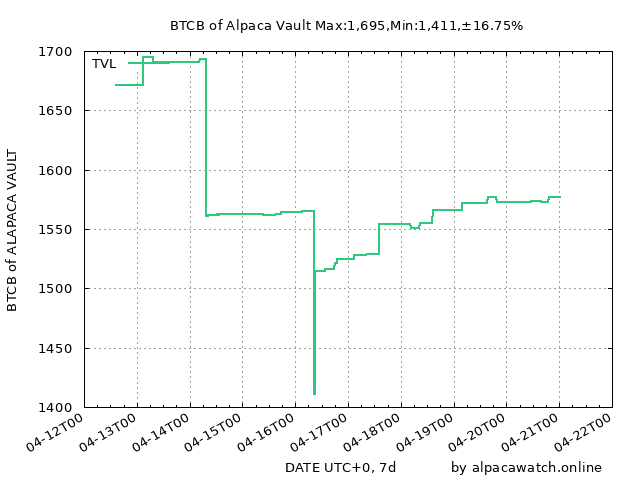 BTCB of Alpaca Vault Max:1,695,Min:1,411,±16.75%
BTCB of ALAPACA VAULT
1700
1650
1600
1550
1500
1450
1400
TVL
04-12T00
04-13T00
04-14T00
04-15T00
04-16T00
04-17T00
04-18T00
04-19T00
04-20T00
04-21T00
04-22T00
DATE UTC+0, 7d
by alpacawatch.online